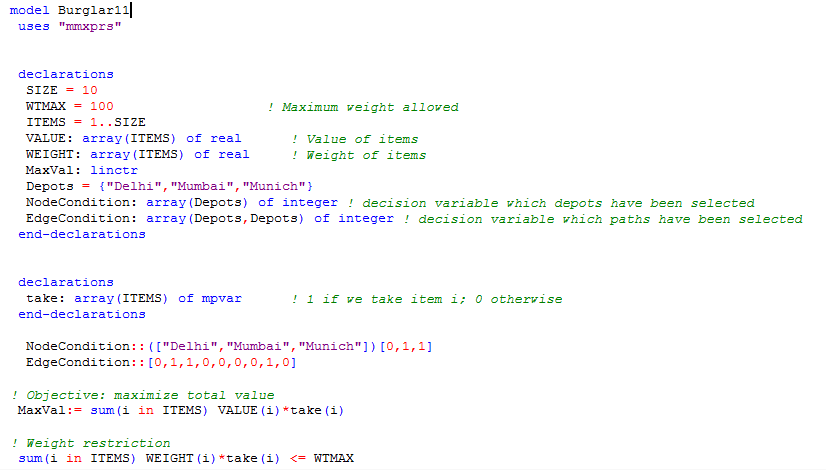 model Burglar11
uses "mmxprs"
declarations
SIZE = 10
WTMAX = 100 ! Maximum weight allowed
ITEMS = 1..SIZE
VALUE: array(ITEMS) of real ! Value of items
WEIGHT: array(ITEMS) of real ! Weight of items
MaxVal: linctr
Depots = {"Delhi","Mumbai","Munich"}
NodeCondition: array(Depots) of integer ! decision variable which depots have been selected
EdgeCondition: array(Depots,Depots) of integer ! decision variable which paths have been selected
end-declarations
declarations
take: array(ITEMS) of mpvar ! 1 if we take item i; 0 otherwise
end-declarations
NodeCondition::(["Delhi","Mumbai","Munich"])[0,1,1]
EdgeCondition::[0,1,1,0,0,0,0,1,0]
! Objective: maximize total value
MaxVal:= sum(i in ITEMS) VALUE(i)*take(i)
! Weight restriction
sum(i in ITEMS) WEIGHT(i)*take(i) <= WTMAX